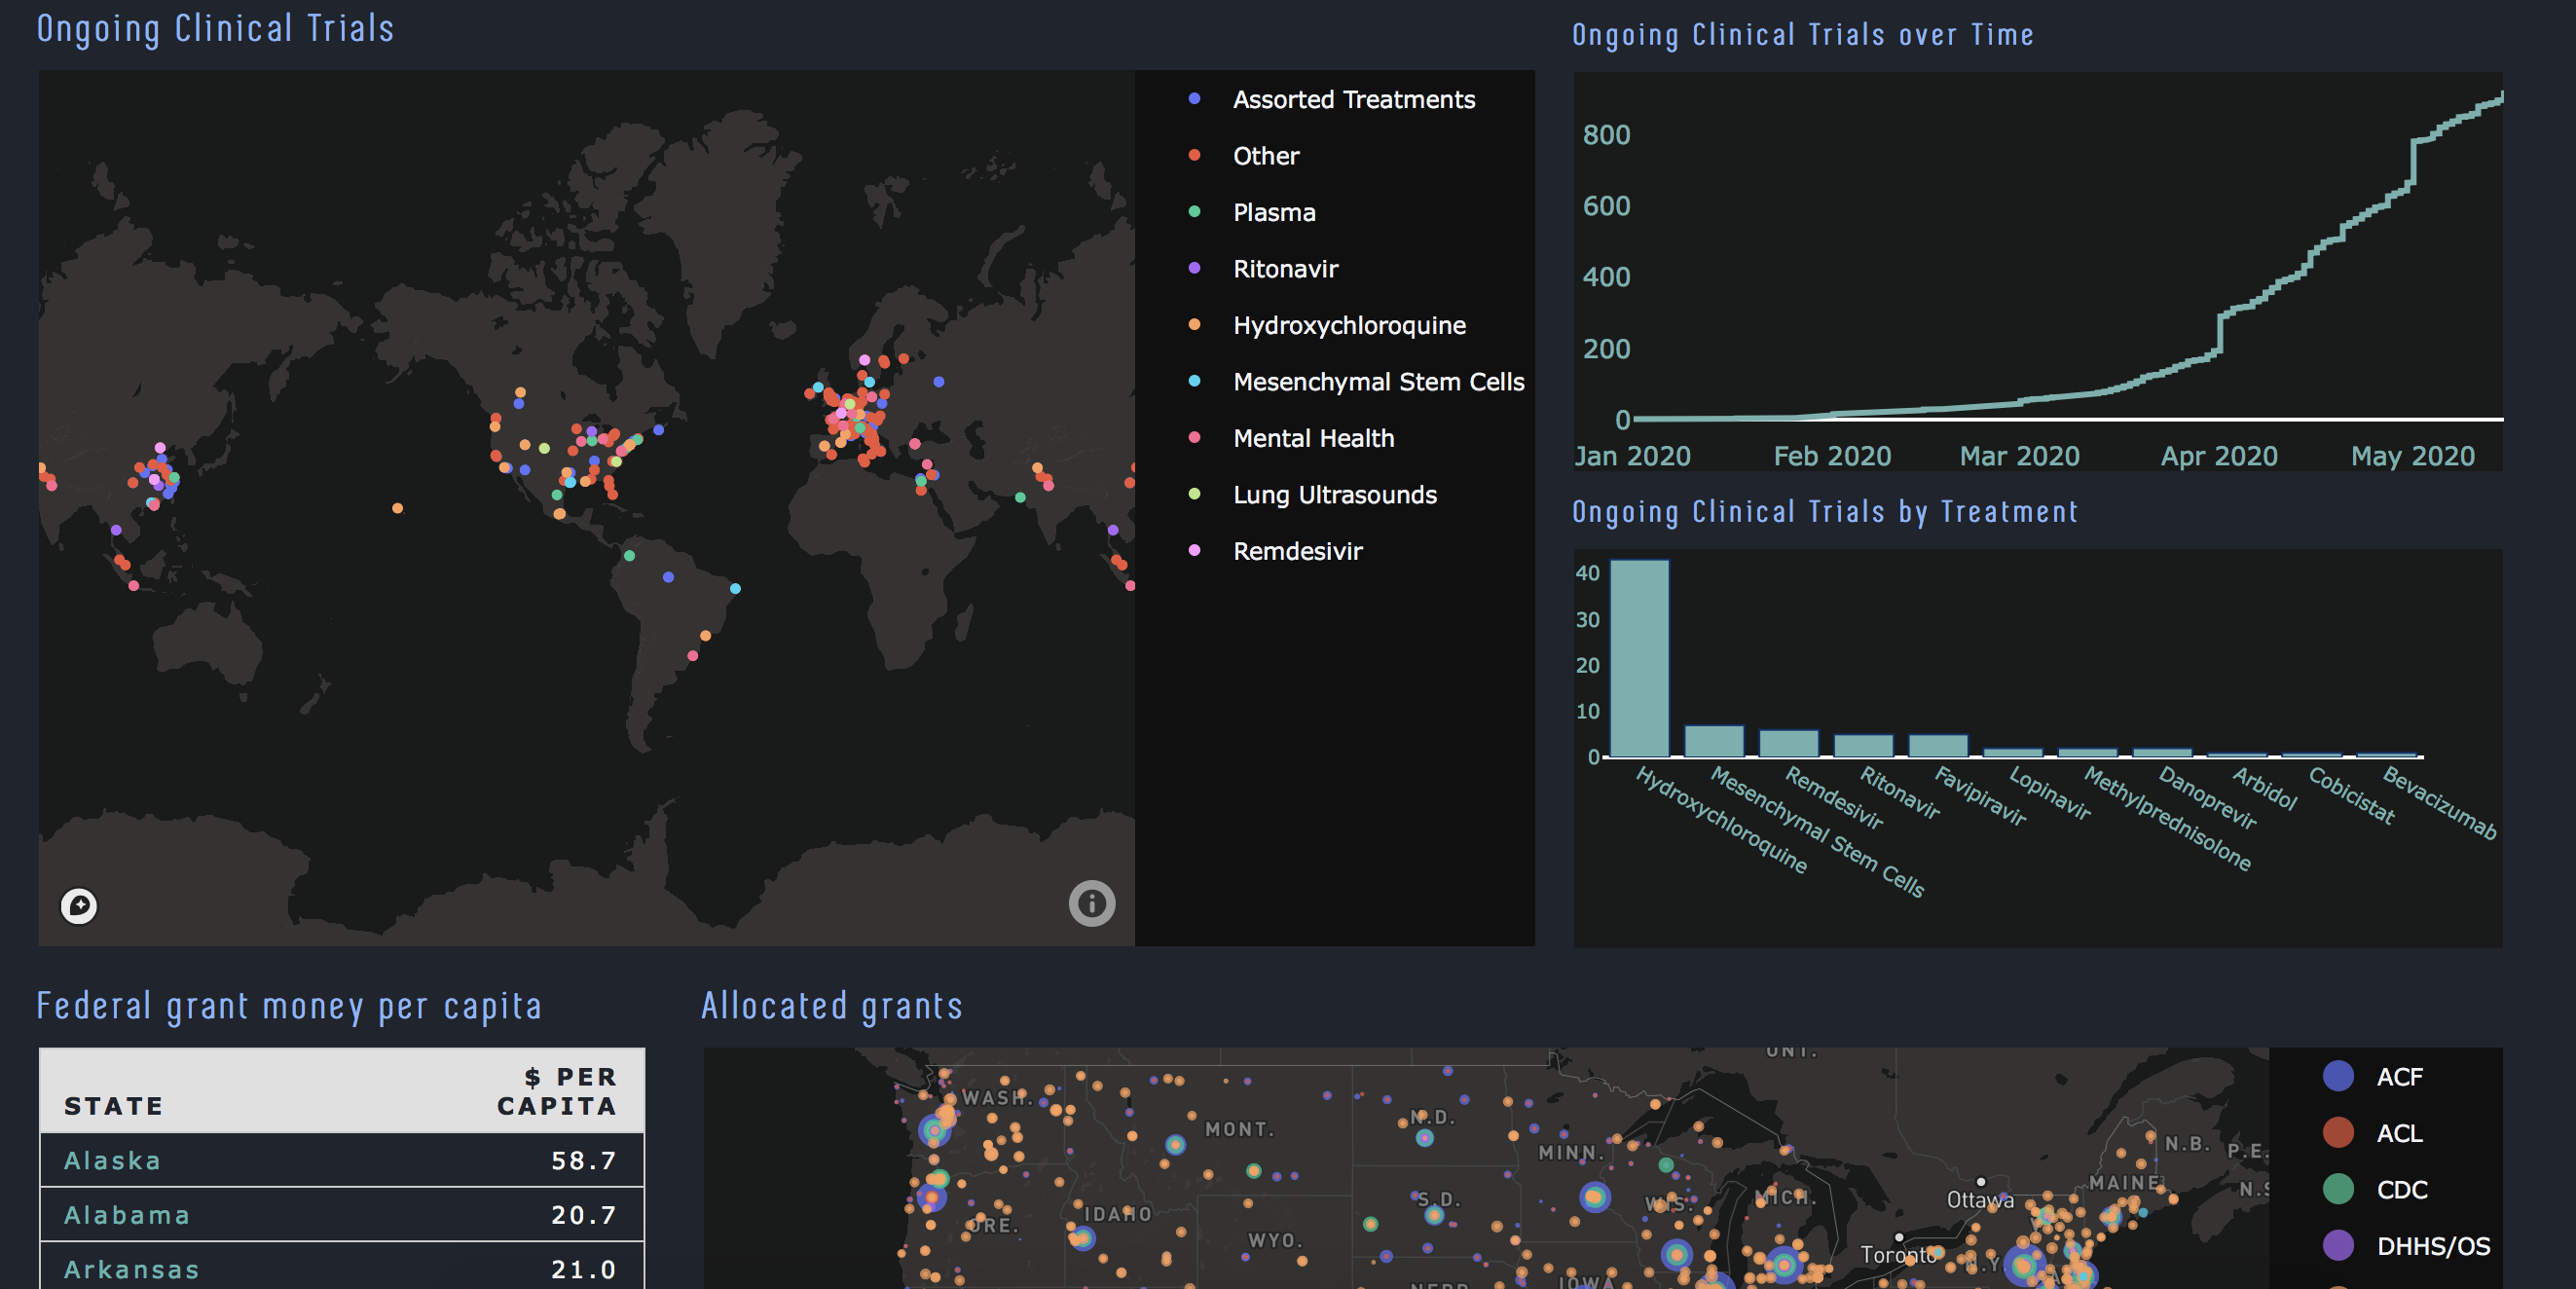 Ongoing Clinical Trials
Assorted Treatments
Other
Plasma
Ritonavir
Hydroxychloroquine
Mesenchymal Stem Cells
Mental Health
Lung Ultrasounds
Remdesivir
Ongoing Clinical Trials over Time
800
600
400
200
0
Jan 2020 Feb 2020 Mar 2020 Apr 2020 May 2020
Ongoing Clinical Trials by Treatment
40
30
20
10
0
Hydroxychloroquine
Mesenchymal Stem Cells
Remdesivir
Ritonavir
Favipiravir
Lopinavir
Methylprednisolone
Danoprevir
Arbidol
Cobicistat
Bevacizumab
Federal grant money per capita
STATE $ PER CAPITA
Alaska 58.7
Alabama 20.7
Arkansas 21.0
Allocated grants
ONT.
WASH.
MONT.
N.D.
MINN.
ORE.
IDAHO
WYO.
S.D.
WIS.
MICH.
Ottawa
Toronto
N.Y.
MAINE
N.B.
P.E.
N.S
NEBR
IOWA
ACF
ACL
CDC
DHHS/OS